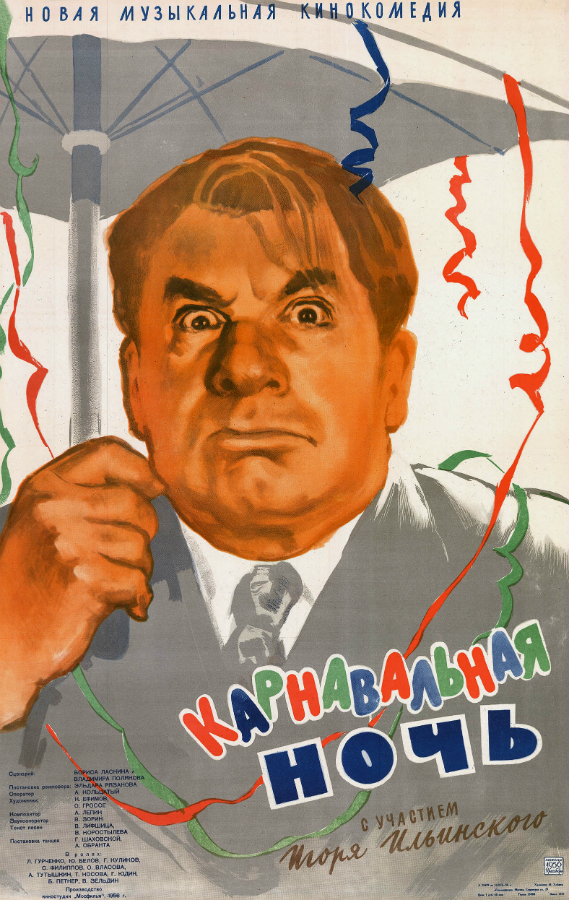 НОВАЯ МУЗЫКАЛЬНАЯ КИНОКОМЕДИЯ
КАРНАВАЛЬНАЯ
НОЧЬ
С УЧАСТИЕМ
Игоря Ильинского
Сценарий БОРИСА ЛАСКИНА и
ВЛАДИМИРА ПОЛЯКОВА
Постановка режиссера ЭЛЬДАРА РЯЗАНОВА
Оператор А. КОЛЬЦАТЫЙ
Художники К. ЕФИМОВ
О. ГРОССЕ
Композитор А. ЛЕПИН
Звукооператор В. ЗОРИН
Текст песен В. ЛИФШИЦА
В. КОРОСТЫЛЕВА
Постановка танцев Г. ШАХОВСКОЙ,
А. ОБРАНТА
В ролях:
Л. ГУРЧЕНКО, Ю. БЕЛОВ, Г. КУЛИКОВ,
С. ФИЛИППОВ, О. ВЛАСОВА,
А. ТУТЫШКИН, Т. НОСОВА, Г. ЮДИН,
В. ЗЕЛЬДИН
Производство
киностудии "Мосфильм" 1956 г.
1956